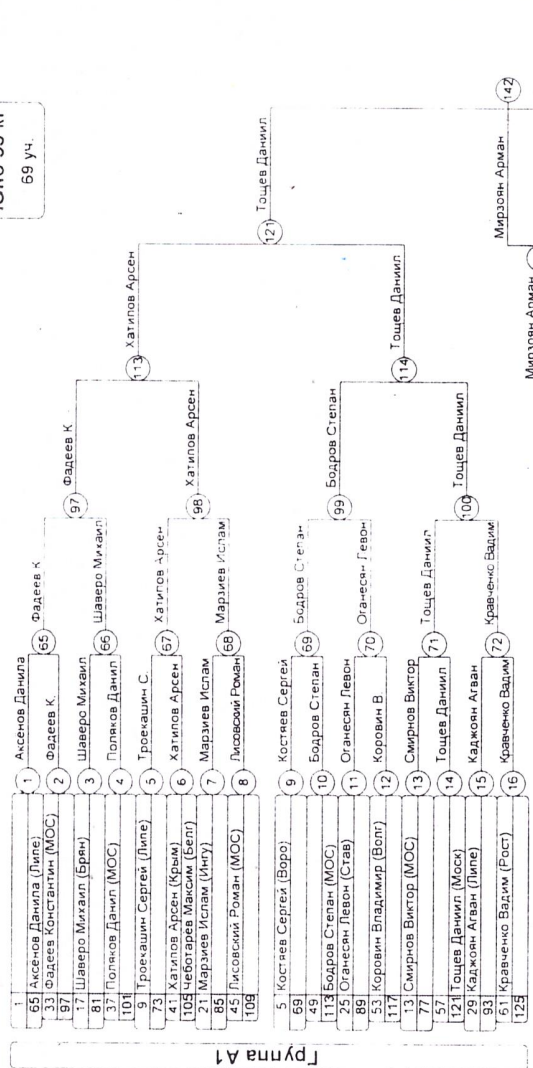 69 уч.
Группа А1
1
65 Аксенов Данила (Липе)
33 Фадеев Константин (МОС)
97
17 Шаверо Михаил (Брян)
81
37 Поляков Данил (МОС)
101
9 Троекашин Сергей (Липе)
73
41 Хатипов Арсен (Крым)
105 Чеботарёв Максим (Белг)
21 Марзиев Ислам (Ингу)
85
45 Лисовский Роман (МОС)
109
5 Костяев Сергей (Воро)
69
49
113 Бодров Степан (МОС)
25 Оганесян Левон (Став)
89
53 Коровин Владимир (Волг)
117
13 Смирнов Виктор (МОС)
77
57
121 Тощев Даниил (Моск)
29 Каджоян Агван (Липе)
93
61 Кравченко Вадим (Рост)
125
1 Аксенов Данила
2 Фадеев К.
3 Шаверо Михаил
4 Поляков Данил
5 Троекашин С.
6 Хатипов Арсен
7 Марзиев Ислам
8 Лисовский Роман
9 Костяев Сергей
10 Бодров Степан
11 Оганесян Левон
12 Коровин В.
13 Смирнов Виктор
14 Тощев Даниил
15 Каджоян Агван
16 Кравченко Вадим
65 Фадеев К
66 Шаверо Михаил
67 Хатипов Арсен
68 Марзиев Ислам
69 Бодров Степан
70 Оганесян Левон
71 Тощев Даниил
72 Кравченко Вадим
97 Фадеев К
98 Хатипов Арсен
99 Бодров Степан
100 Тощев Даниил
113 Хатипов Арсен
114 Тощев Даниил
121 Тощев Даниил
Мирзоян Арман
Мирзоян Арман
142